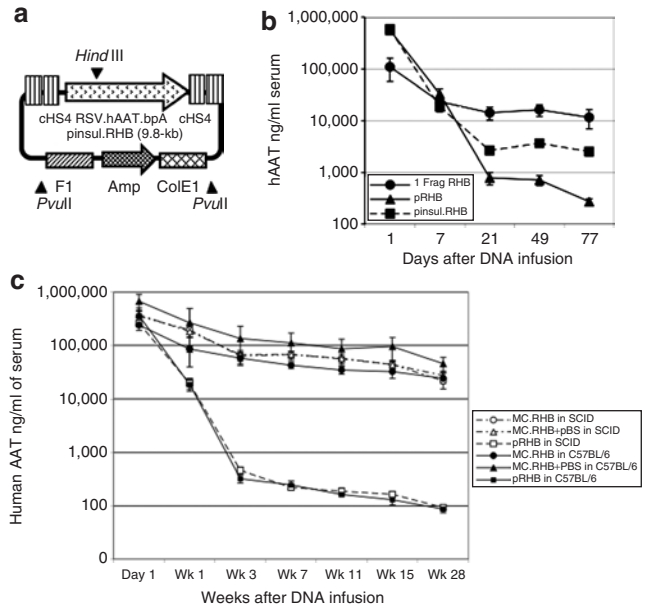 a
Hind III
cHS4 RSV.hAAT.bpA cHS4
pinsul.RHB (9.8-kb)
F1 Amp ColE1
PvuII PvuII
b
hAAT ng/ml serum
1,000,000
100,000
10,000
1,000
100
1 Frag RHB
pRHB
pinsul.RHB
1 7 21 49 77
Days after DNA infusion
c
Human AAT ng/ml of serum
1,000,000
100,000
10,000
1,000
100
0
Day 1 Wk 1 Wk 3 Wk 7 Wk 11 Wk 15 Wk 28
Weeks after DNA infusion
MC.RHB in SCID
MC.RHB+pBS in SCID
pRHB in SCID
MC.RHB in C57BL/6
MC.RHB+PBS in C57BL/6
pRHB in C57BL/6